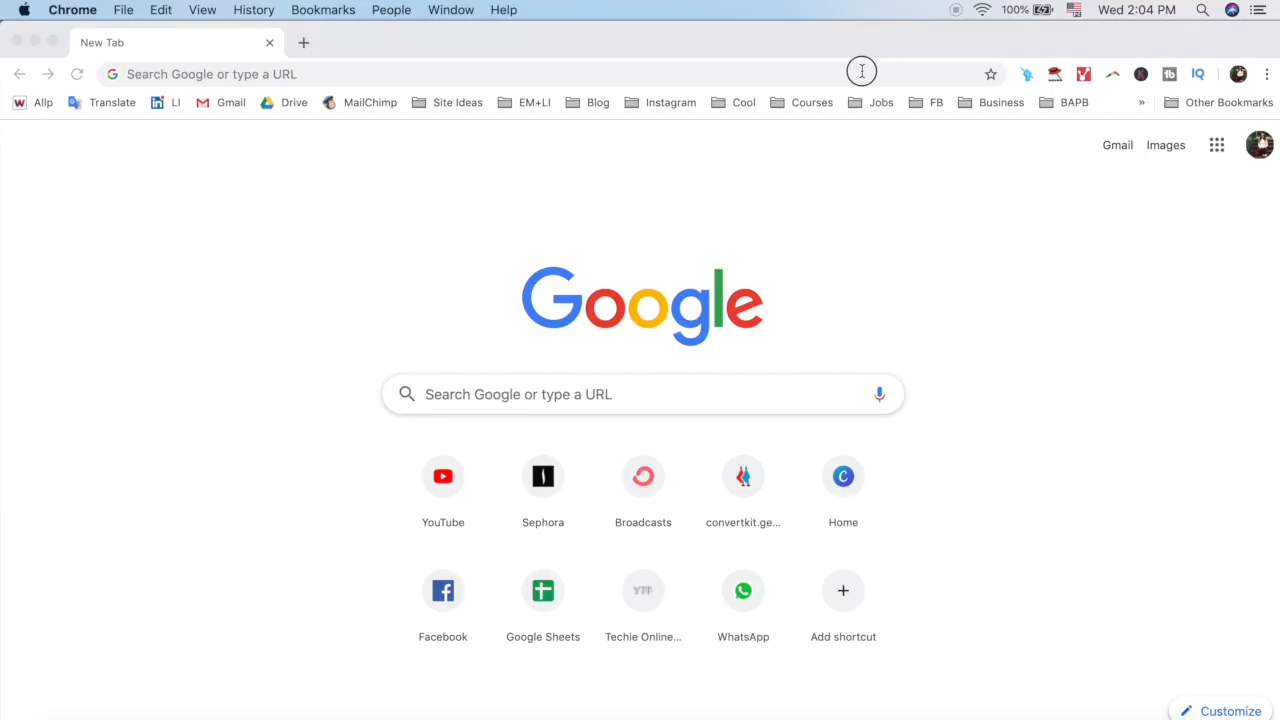 Chrome File Edit View History Bookmarks People Window Help 100% Wed 2:04 PM
New Tab
Search Google or type a URL tb IQ
W Allp Translate in LI Gmail Drive MailChimp Site Ideas EM+LI Blog Instagram Cool Courses Jobs FB Business BAPB » Other Bookmarks
Gmail Images
Google
Search Google or type a URL
YouTube Sephora Broadcasts convertkit.ge... Home
Facebook Google Sheets Techie Online... WhatsApp Add shortcut
Customize